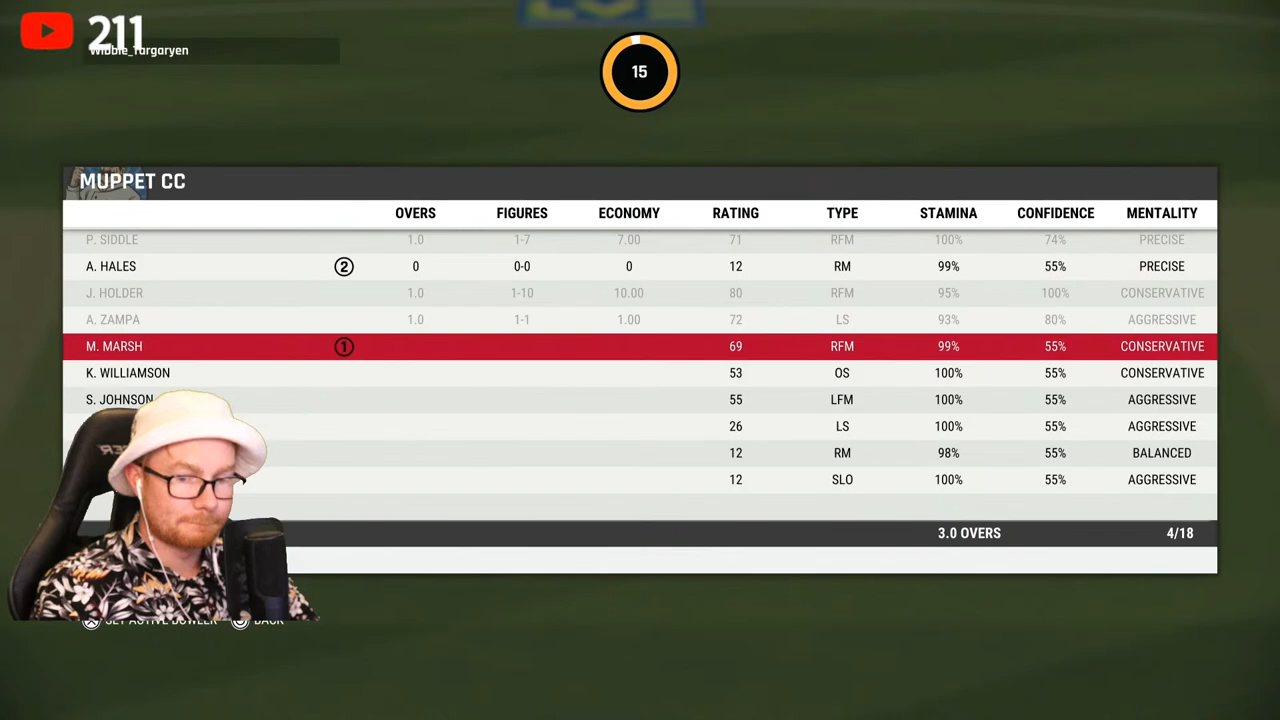 211
Wibble_Targaryen
15
MUPPET CC
OVERS FIGURES ECONOMY RATING TYPE STAMINA CONFIDENCE MENTALITY
P. SIDDLE 1.0 1-7 7.00 71 RFM 100% 74% PRECISE
A. HALES 2 0 0-0 0 12 RM 99% 55% PRECISE
J. HOLDER 1.0 1-10 10.00 80 RFM 95% 100% CONSERVATIVE
A. ZAMPA 1.0 1-1 1.00 72 LS 93% 80% AGGRESSIVE
M. MARSH 1 69 RFM 99% 55% CONSERVATIVE
K. WILLIAMSON 53 OS 100% 55% CONSERVATIVE
S. JOHNSON 55 LFM 100% 55% AGGRESSIVE
26 LS 100% 55% AGGRESSIVE
12 RM 98% 55% BALANCED
12 SLO 100% 55% AGGRESSIVE
3.0 OVERS 4/18
SET ACTIVE BOWLER BACK